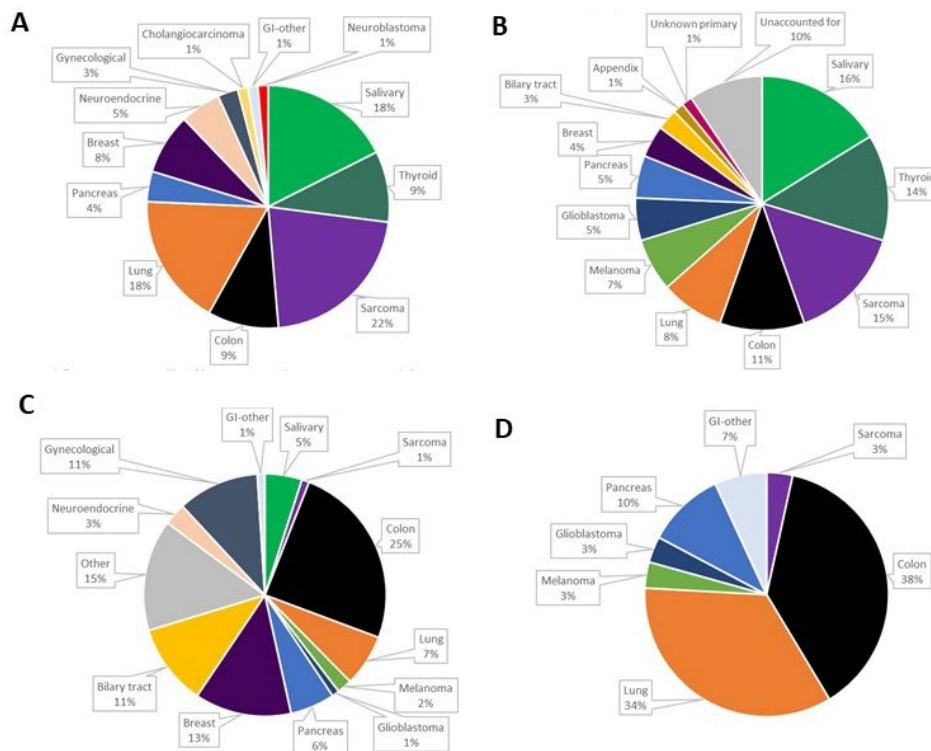 A
Cholangiocarcinoma
1%
GI-other
1%
Neuroblastoma
1%
Gynecological
3%
Neuroendocrine
5%
Salivary
18%
Breast
8%
Thyroid
9%
Pancreas
4%
Lung
18%
Sarcoma
22%
Colon
9%
B
Unknown primary
1%
Unaccounted for
10%
Appendix
1%
Salivary
16%
Bilary tract
3%
Breast
4%
Pancreas
5%
Thyroid
14%
Glioblastoma
5%
Melanoma
7%
Lung
8%
Sarcoma
15%
Colon
11%
C
GI-other
1%
Salivary
5%
Sarcoma
1%
Gynecological
11%
Neuroendocrine
3%
Colon
25%
Other
15%
Lung
7%
Bilary tract
11%
Melanoma
2%
Breast
13%
Pancreas
6%
Glioblastoma
1%
D
GI-other
7%
Sarcoma
3%
Pancreas
10%
Glioblastoma
3%
Colon
38%
Melanoma
3%
Lung
34%